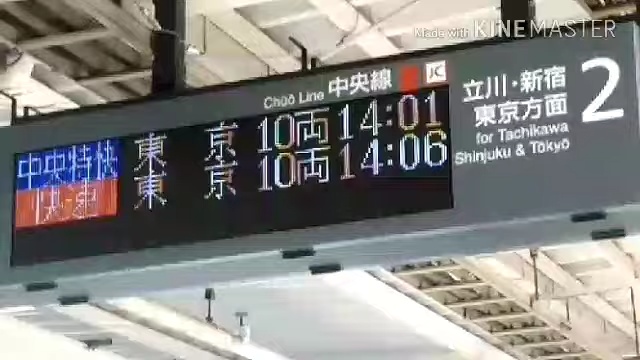 Made with KINEMASTER
Chūō Line 中央線 JC
立川・新宿
東京方面
for Tachikawa
Shinjuku & Tōkyō
2
中央特快 東京 10両 14:01
快速 東京 10両 14:06